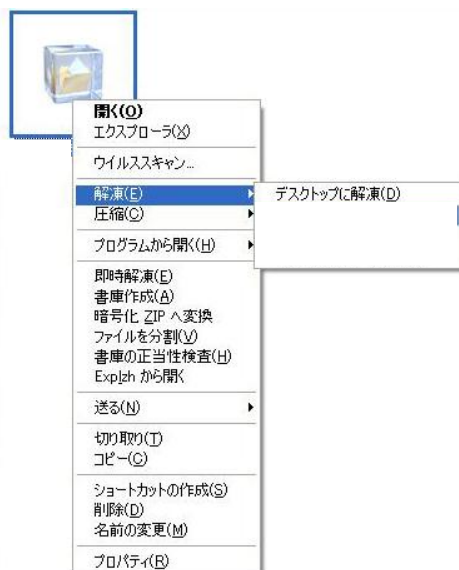 開く(O)
エクスプローラ(X)
ウイルススキャン...
解凍(E)
デスクトップに解凍(D)
圧縮(C)
プログラムから開く(H)
即時解凍(E)
書庫作成(A)
暗号化 ZIP へ変換
ファイルを分割(V)
書庫の正当性検査(H)
Explzh から開く
送る(N)
切り取り(T)
コピー(C)
ショートカットの作成(S)
削除(D)
名前の変更(M)
プロパティ(R)